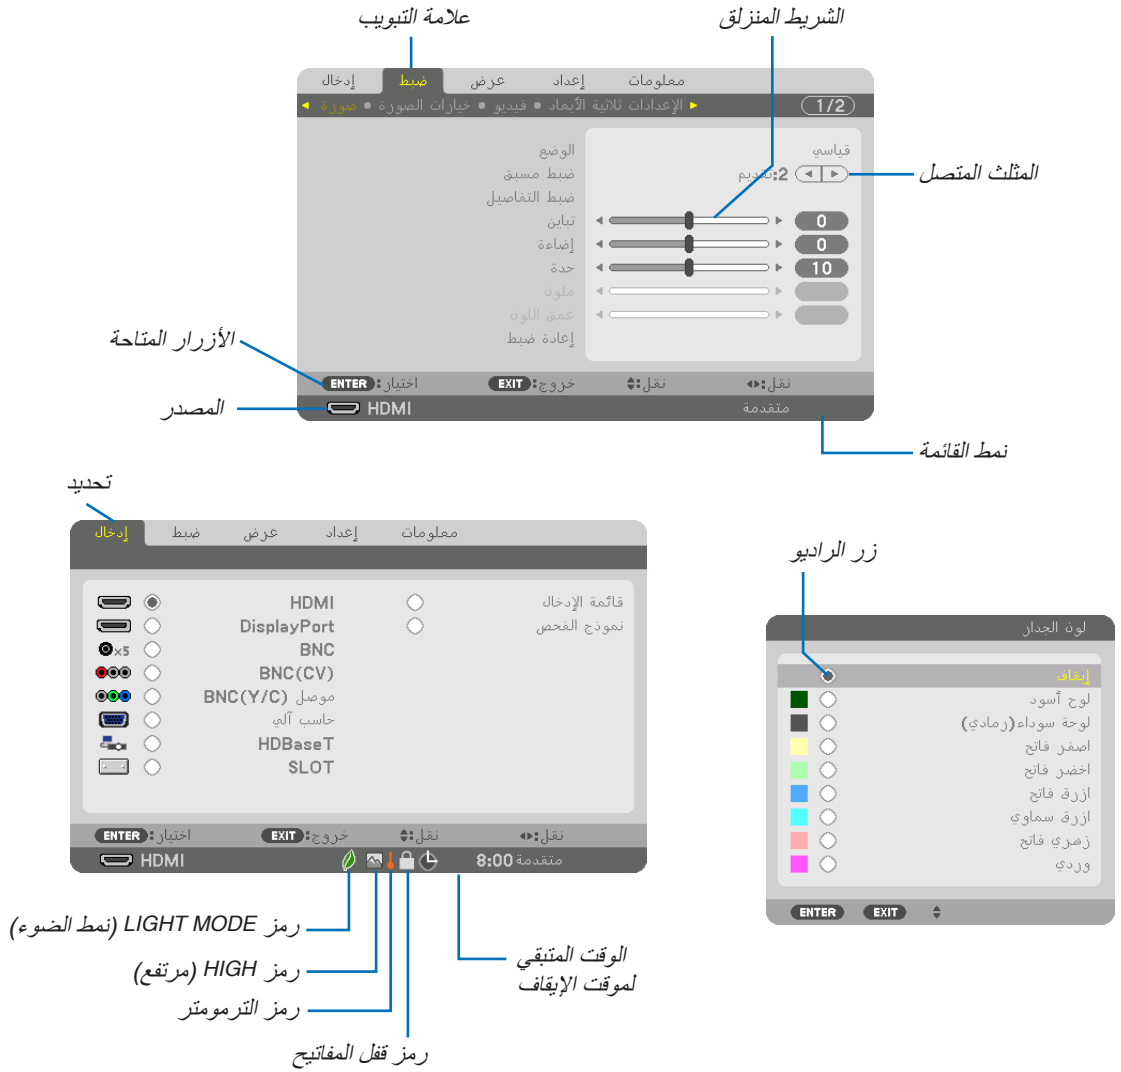 علامة التبويب
الشريط المنزلق
إدخال ضبط عرض إعداد معلومات
صورة • خيارات الصورة • فيديو • الإعدادات ثلاثية الأبعاد
1/2
الوضع
قياسي
ضبط مسبق
2:تقديم
المثلث المتصل
ضبط التفاصيل
تباين
0
إضاءة
0
حدة
10
ملوة
عمق اللوة
إعادة ضبط
الأزرار المتاحة
ENTER :اختيار
EXIT :خروج
نقل:
نقل:
المصدر
HDMI
متقدمة
نمط القائمة
تحديد
إدخال ضبط عرض إعداد معلومات
HDMI
قائمة الإدخال
DisplayPort
نموذج الفحص
×5
BNC
BNC(CV)
موصل BNC(Y/C)
حاسب آلي
HDBaseT
SLOT
ENTER :اختيار
EXIT :خروج
نقل:
نقل:
HDMI
متقدمة 8:00
رمز LIGHT MODE (نمط الضوء)
رمز HIGH (مرتفع)
رمز الترمومتر
رمز قفل المفاتيح
الوقت المتبقي
لموقت الإيقاف
زر الراديو
لوة الجدار
إيقاف
لوح أسود
لوحة سوداء(رمادي)
اصفر فاتح
اخضر فاتح
ازرق فاتح
ازرق سماوي
زهري فاتح
وردي
ENTER EXIT